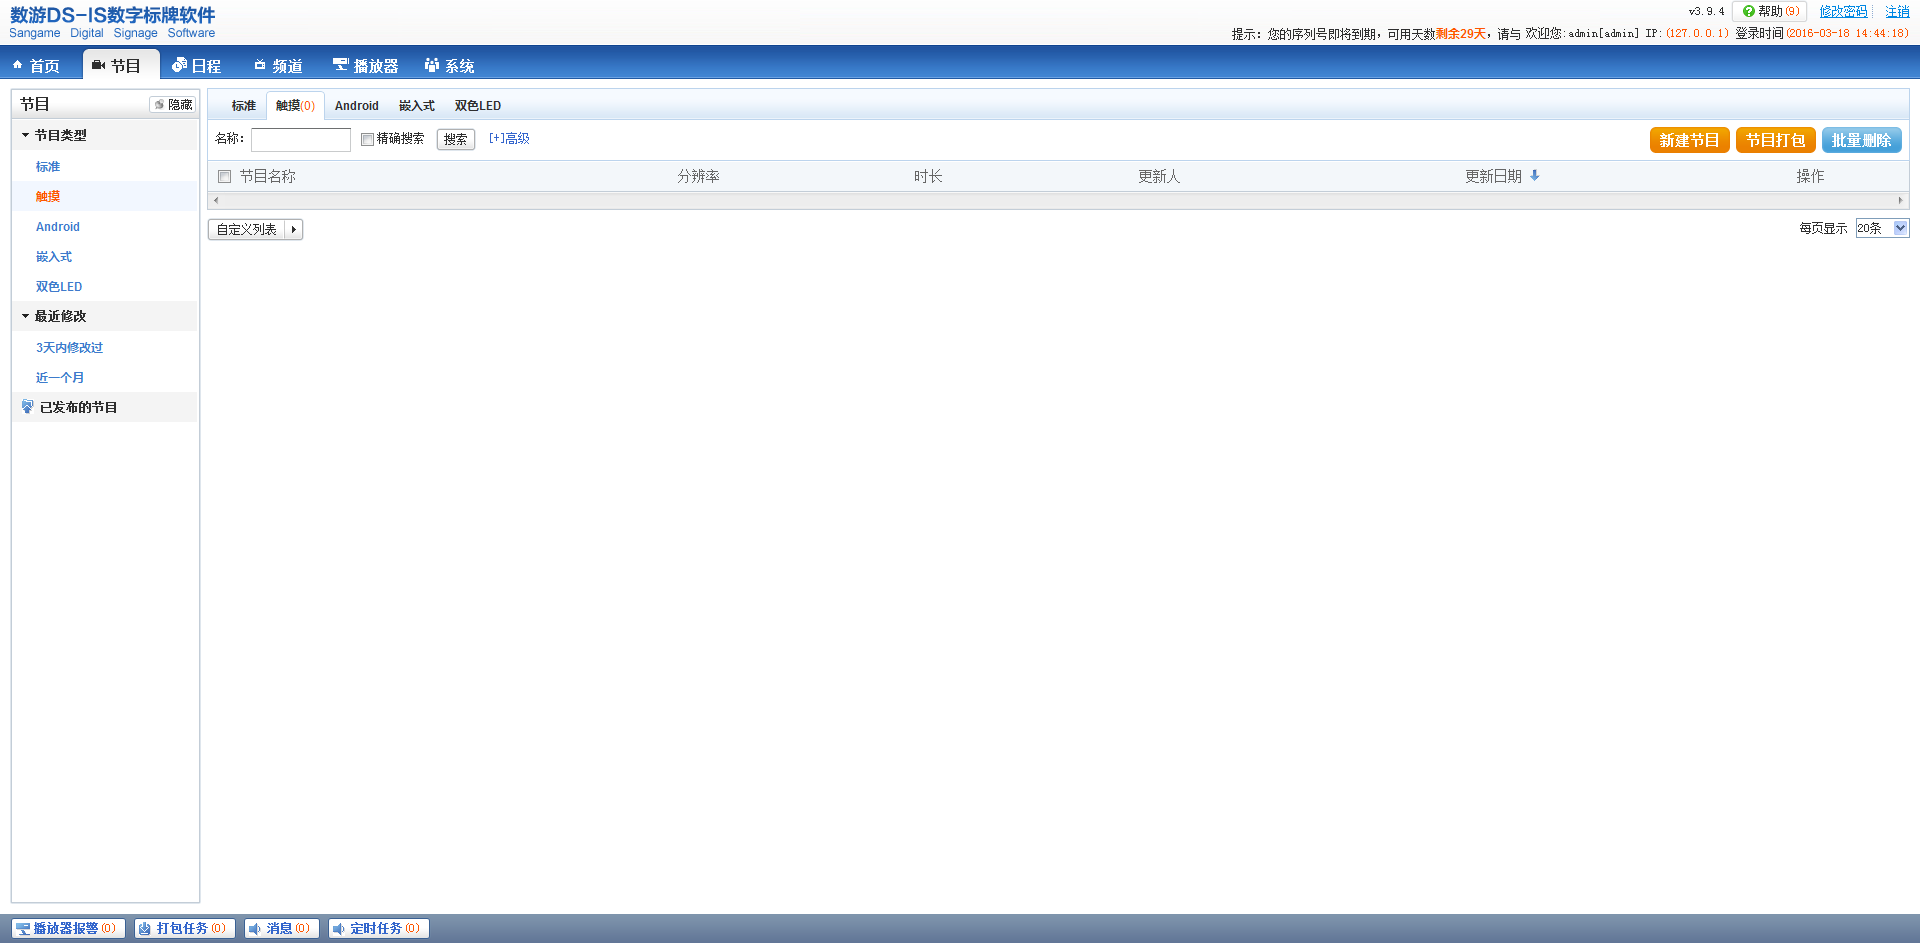 数游DS-IS数字标牌软件
Sangame Digital Signage Software
v3.9.4 帮助(9) 修改密码 注销
提示：您的序列号即将到期，可用天数剩余29天，请与 欢迎您:admin[admin] IP:(127.0.0.1) 登录时间(2016-03-18 14:44:18)
首页 节目 日程 频道 播放器 系统
节目 隐藏
节目类型
标准
触摸
Android
嵌入式
双色LED
最近修改
3天内修改过
近一个月
已发布的节目
标准 触摸(0) Android 嵌入式 双色LED
名称： 精确搜索 搜索 [+]高级 新建节目 节目打包 批量删除
节目名称 分辨率 时长 更新人 更新日期 操作
自定义列表 每页显示 20条
播放器报警(0) 打包任务(0) 消息(0) 定时任务(0)